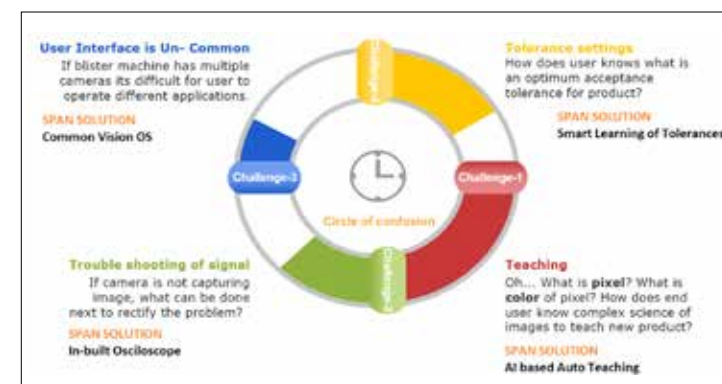 User Interface is Un- Common
If blister machine has multiple
cameras its difficult for user to
operate different applications.
SPAN SOLUTION
Common Vision OS
Tolerance settings
How does user knows what is
an optimum acceptance
tolerance for product?
SPAN SOLUTION
Smart Learning of Tolerances
Challenge-3
Challenge-1
Circle of confusion
Trouble shooting of signal
If camera is not capturing
image, what can be done
next to rectify the problem?
SPAN SOLUTION
In-built Osciloscope
Teaching
Oh... What is pixel? What is
color of pixel? How does end
user know complex science of
images to teach new product?
SPAN SOLUTION
AI based Auto Teaching